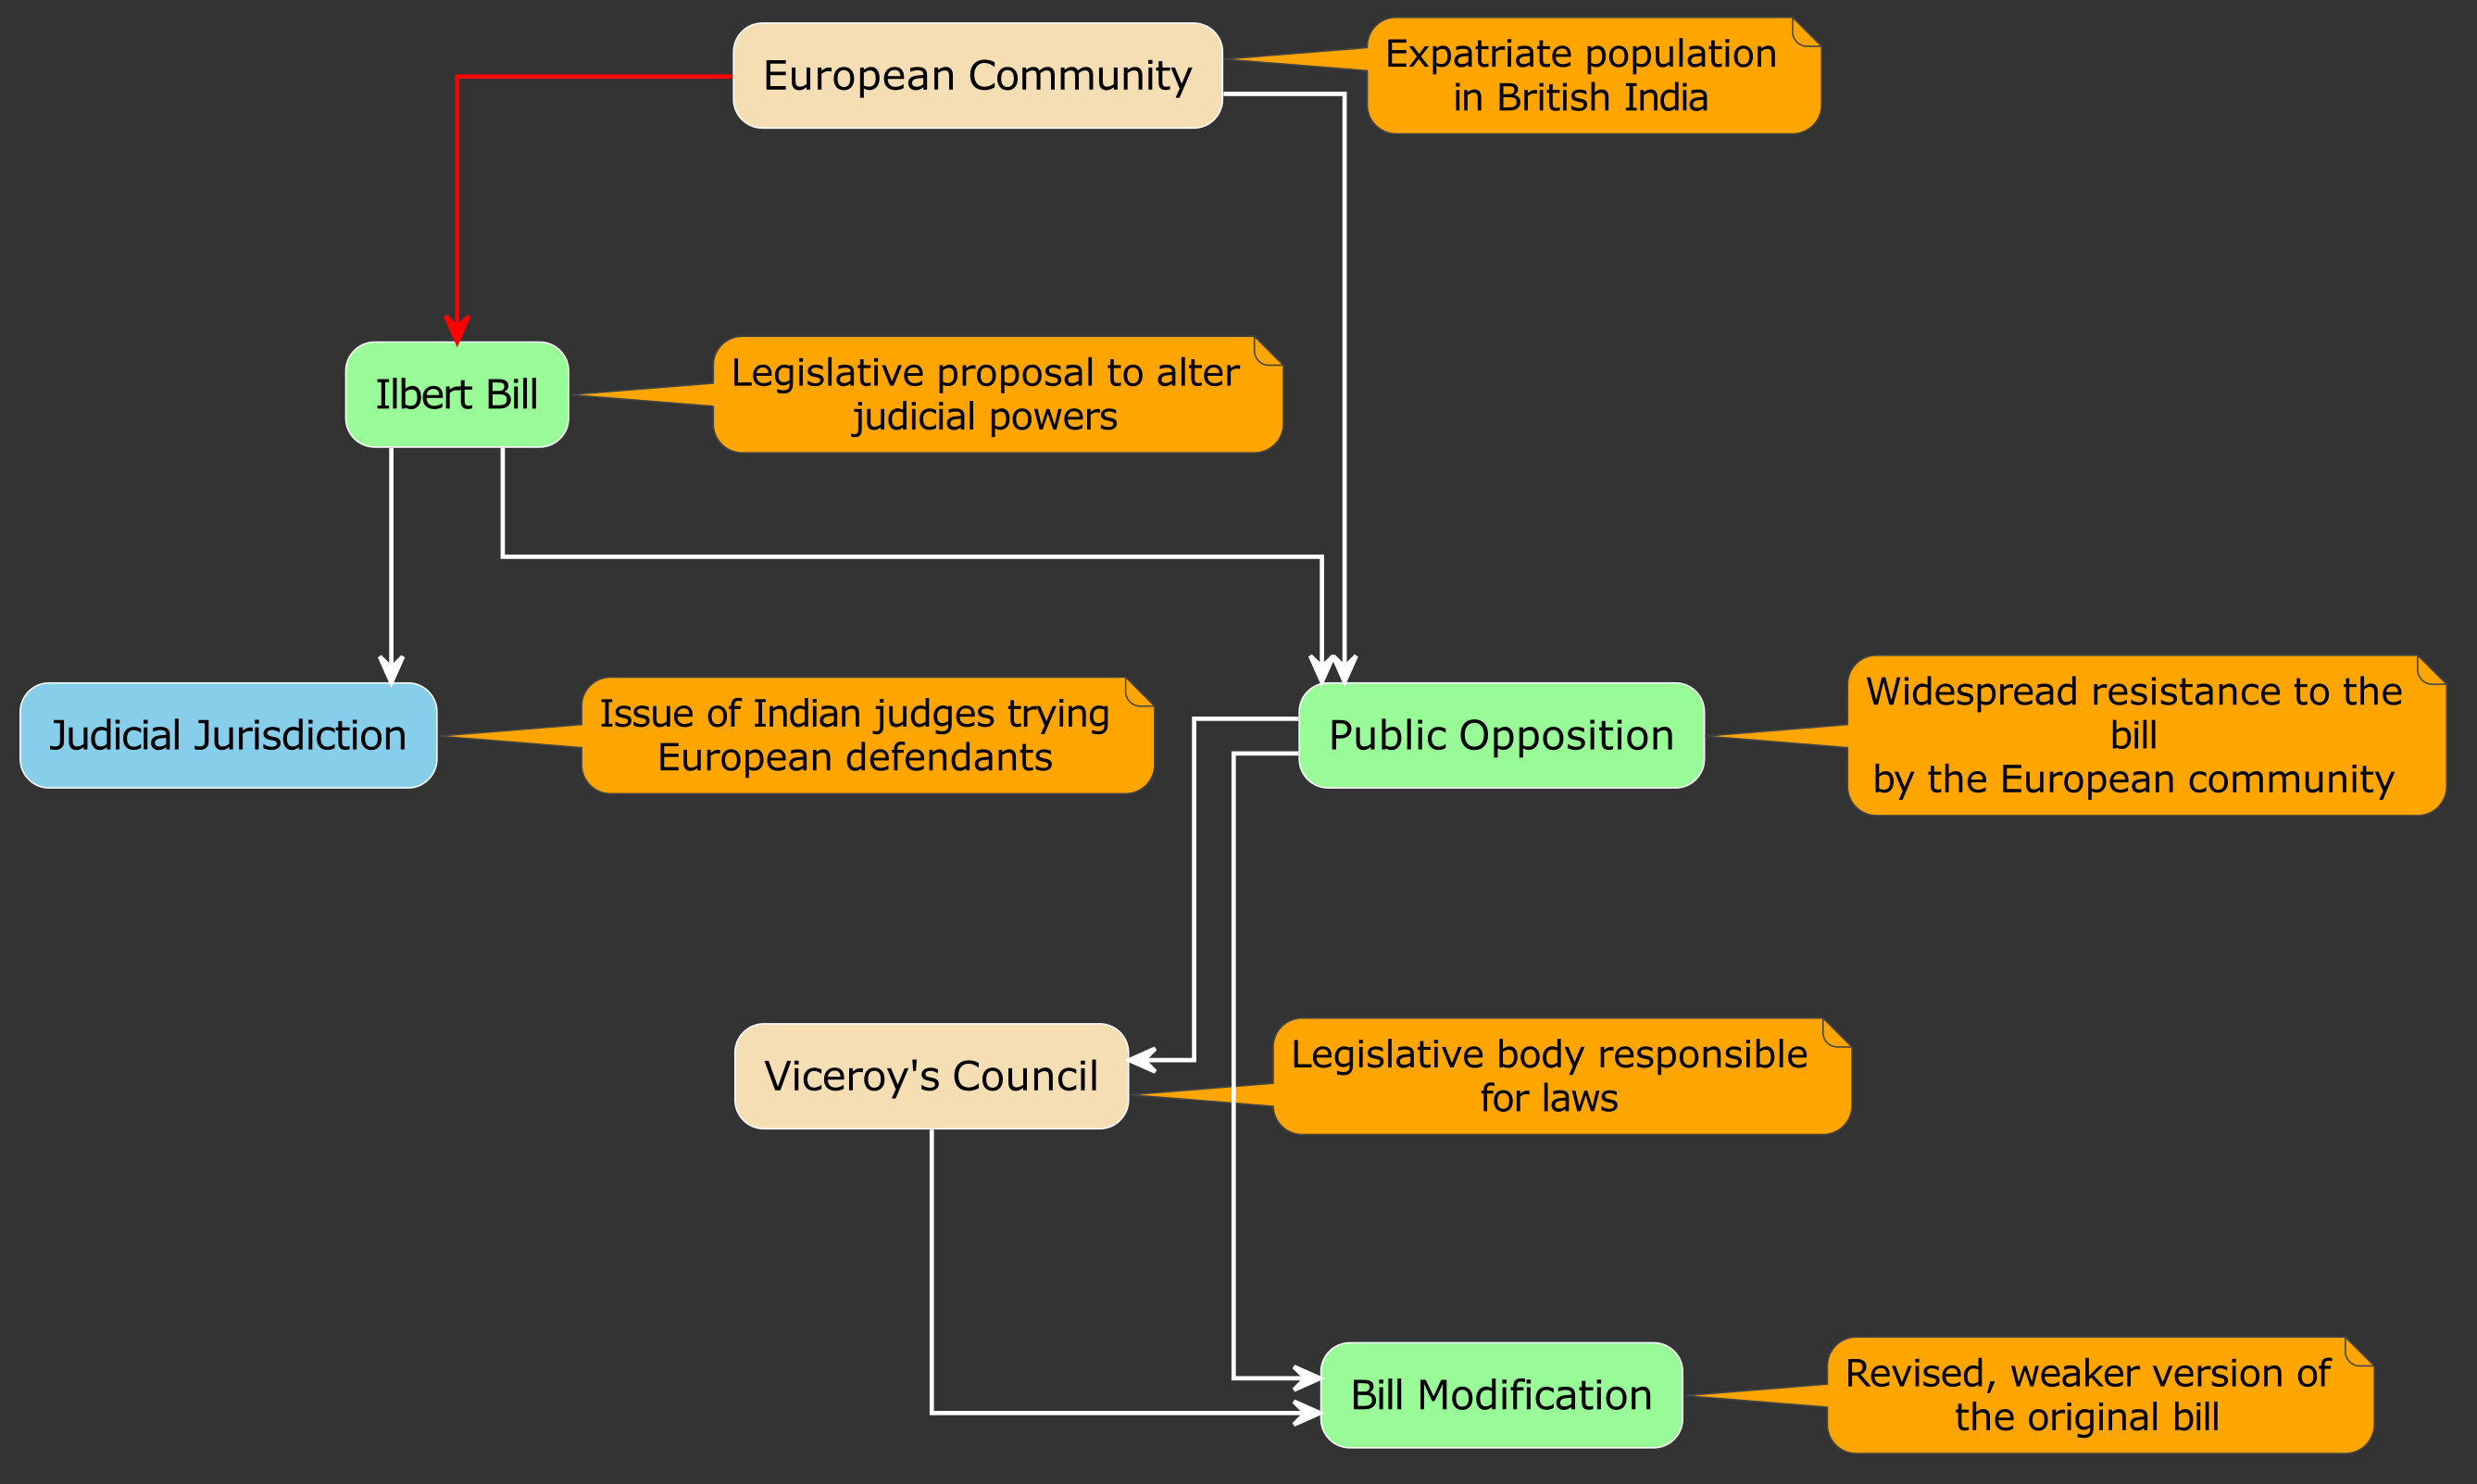 European Community
Expatriate population
in British India
Ilbert Bill
Legislative proposal to alter
judicial powers
Judicial Jurisdiction
Issue of Indian judges trying
European defendants
Public Opposition
Widespread resistance to the
bill
by the European community
Viceroy's Council
Legislative body responsible
for laws
Bill Modification
Revised, weaker version of
the original bill